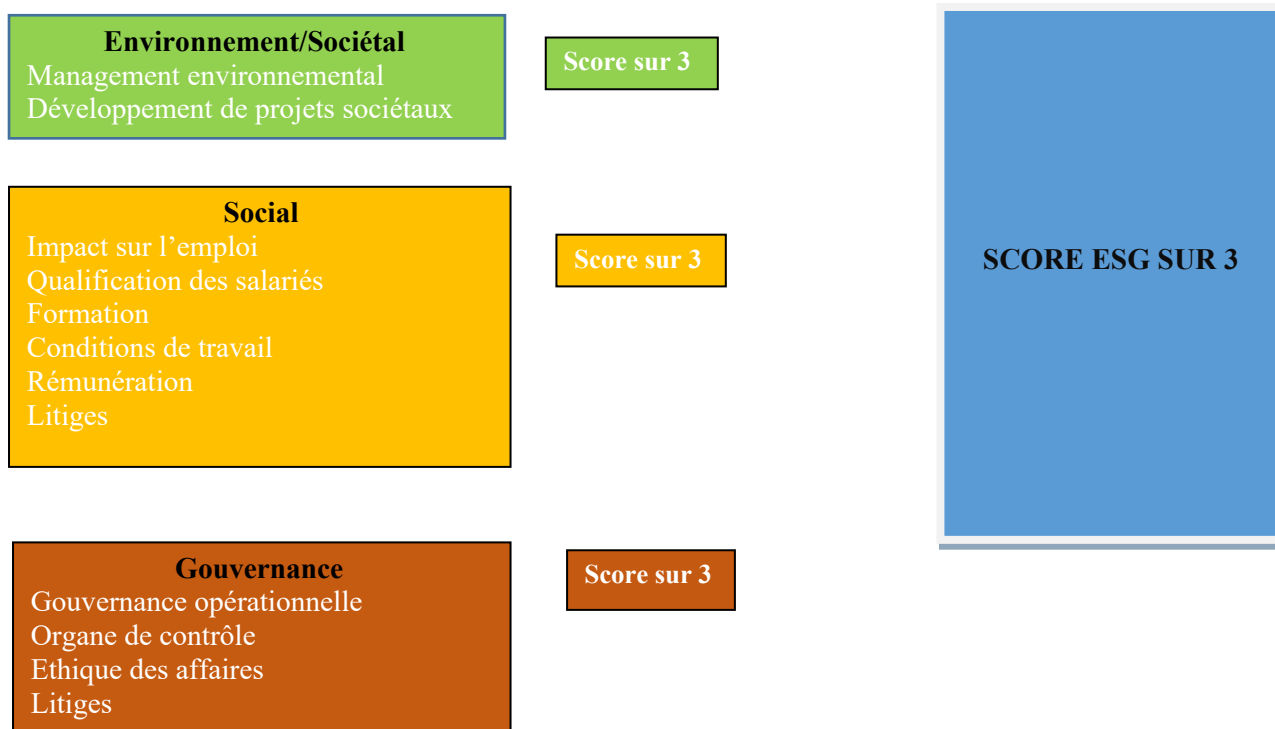 Environnement/Sociétal
Management environnemental
Développement de projets sociétaux
Score sur 3
Social
Impact sur l’emploi
Qualification des salariés
Formation
Conditions de travail
Rémunération
Litiges
Score sur 3
Gouvernance
Gouvernance opérationnelle
Organe de contrôle
Ethique des affaires
Litiges
Score sur 3
SCORE ESG SUR 3